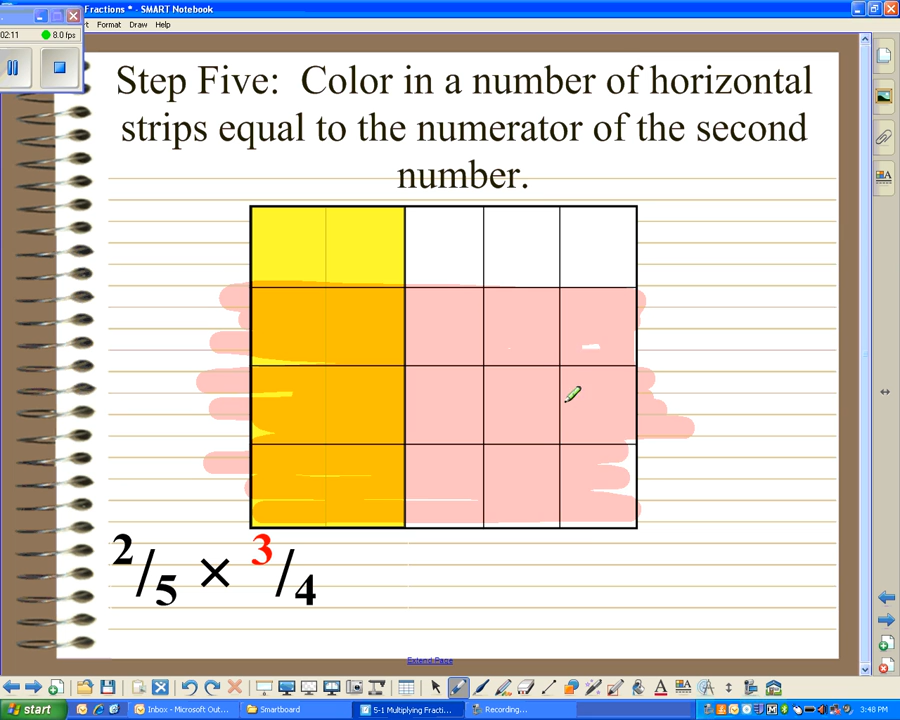 Fractions * - SMART Notebook
Format Draw Help
02:11 8.0 fps
Step Five: Color in a number of horizontal
strips equal to the numerator of the second
number.
2/5 × 3/4
Extend Page
start
Inbox - Microsoft Out...
Smartboard
5-1 Multiplying Fracti...
Recording...
3:48 PM